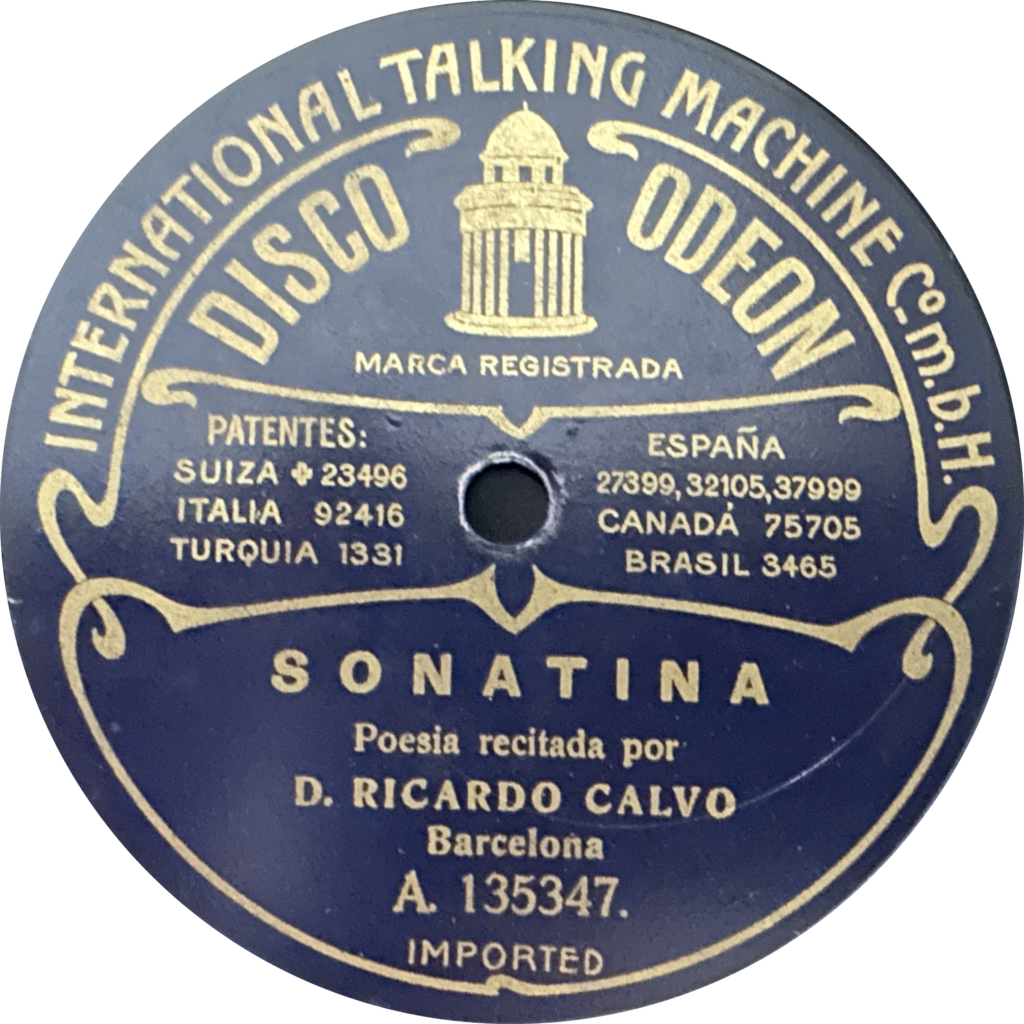 INTERNATIONAL TALKING MACHINE Co. m.b.H.
DISCO ODEON
MARCA REGISTRADA
PATENTES:
SUIZA ✚ 23496
ITALIA 92416
TURQUIA 1331
ESPAÑA
27399, 32105, 37999
CANADÁ 75705
BRASIL 3465
SONATINA
Poesia recitada por
D. RICARDO CALVO
Barcelona
A. 135347.
IMPORTED